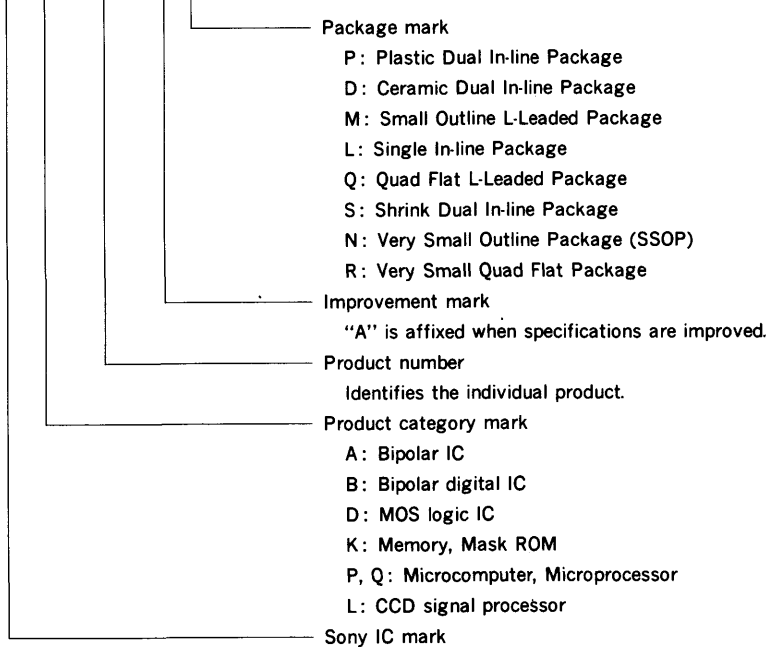 Package mark
P: Plastic Dual In-line Package
D: Ceramic Dual In-line Package
M: Small Outline L-Leaded Package
L: Single In-line Package
Q: Quad Flat L-Leaded Package
S: Shrink Dual In-line Package
N: Very Small Outline Package (SSOP)
R: Very Small Quad Flat Package
Improvement mark
"A" is affixed when specifications are improved.
Product number
Identifies the individual product.
Product category mark
A: Bipolar IC
B: Bipolar digital IC
D: MOS logic IC
K: Memory, Mask ROM
P, Q: Microcomputer, Microprocessor
L: CCD signal processor
Sony IC mark